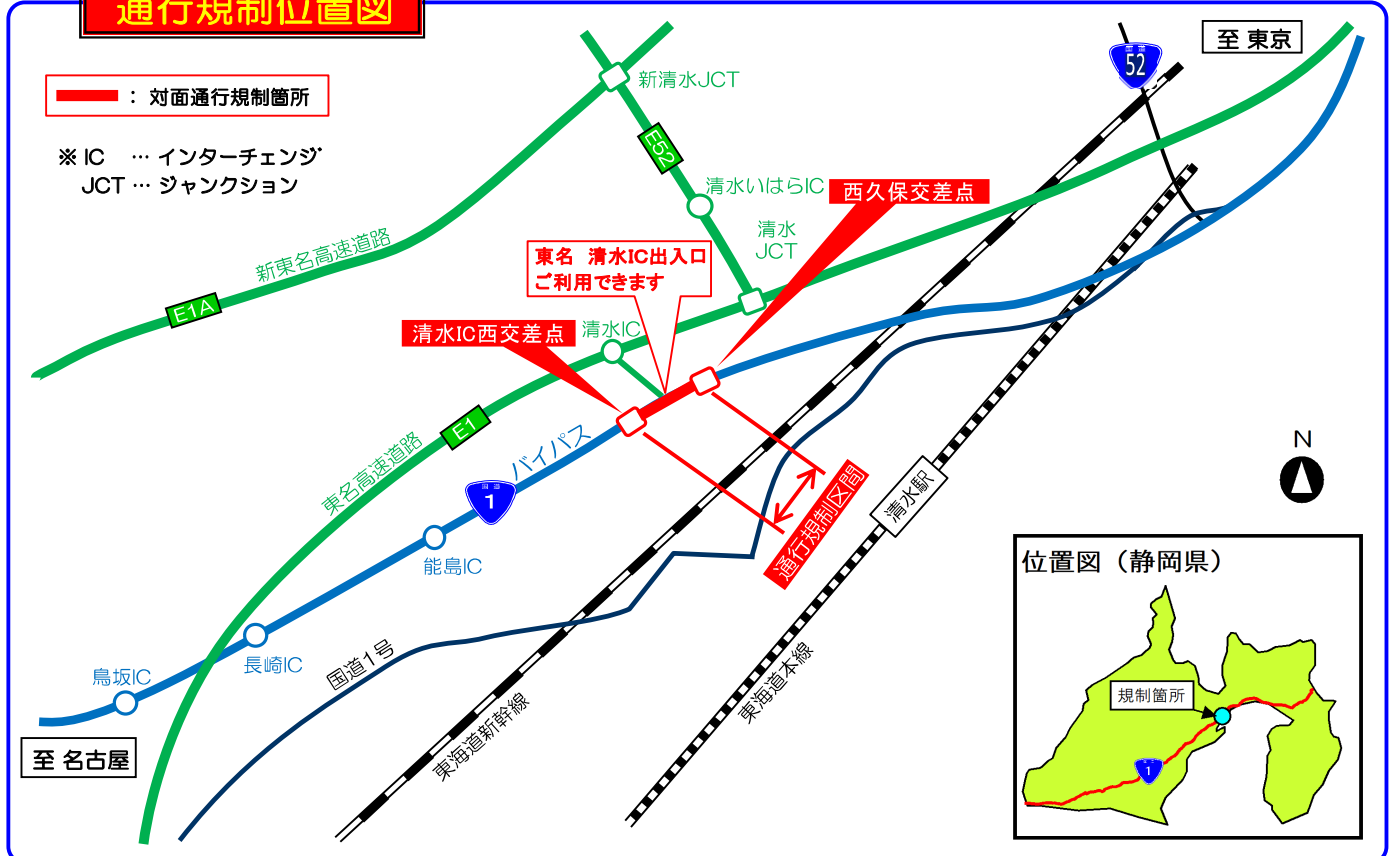 通行規制位置図
至 東京
国道
52
：対面通行規制箇所
新清水JCT
※ IC … インターチェンジ
JCT … ジャンクション
E52
清水いはらIC
西久保交差点
清水
JCT
新東名高速道路
東名 清水IC出入口
ご利用できます
E1A
清水IC西交差点
清水IC
E1
東名高速道路
バイパス
国道
1
通行規制区間
清水駅
N
能島IC
位置図（静岡県）
国道1号
長崎IC
鳥坂IC
東海道本線
東海道新幹線
規制箇所
至 名古屋
1